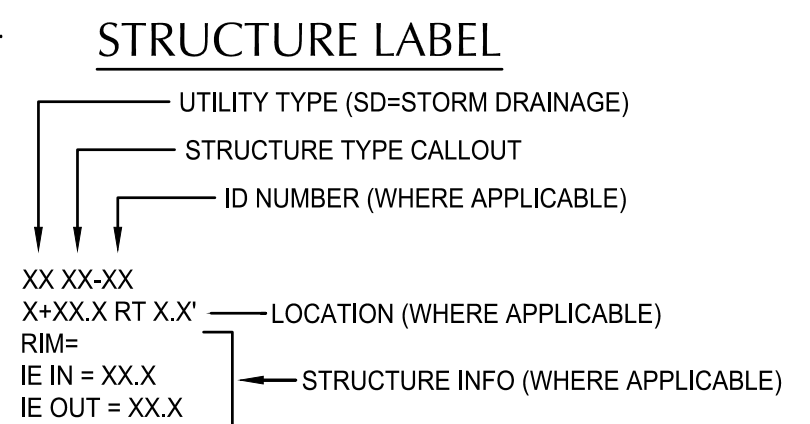 STRUCTURE LABEL
UTILITY TYPE (SD=STORM DRAINAGE)
STRUCTURE TYPE CALLOUT
ID NUMBER (WHERE APPLICABLE)
XX XX-XX
X+XX.X RT X.X' LOCATION (WHERE APPLICABLE)
RIM=
IE IN = XX.X
STRUCTURE INFO (WHERE APPLICABLE)
IE OUT = XX.X